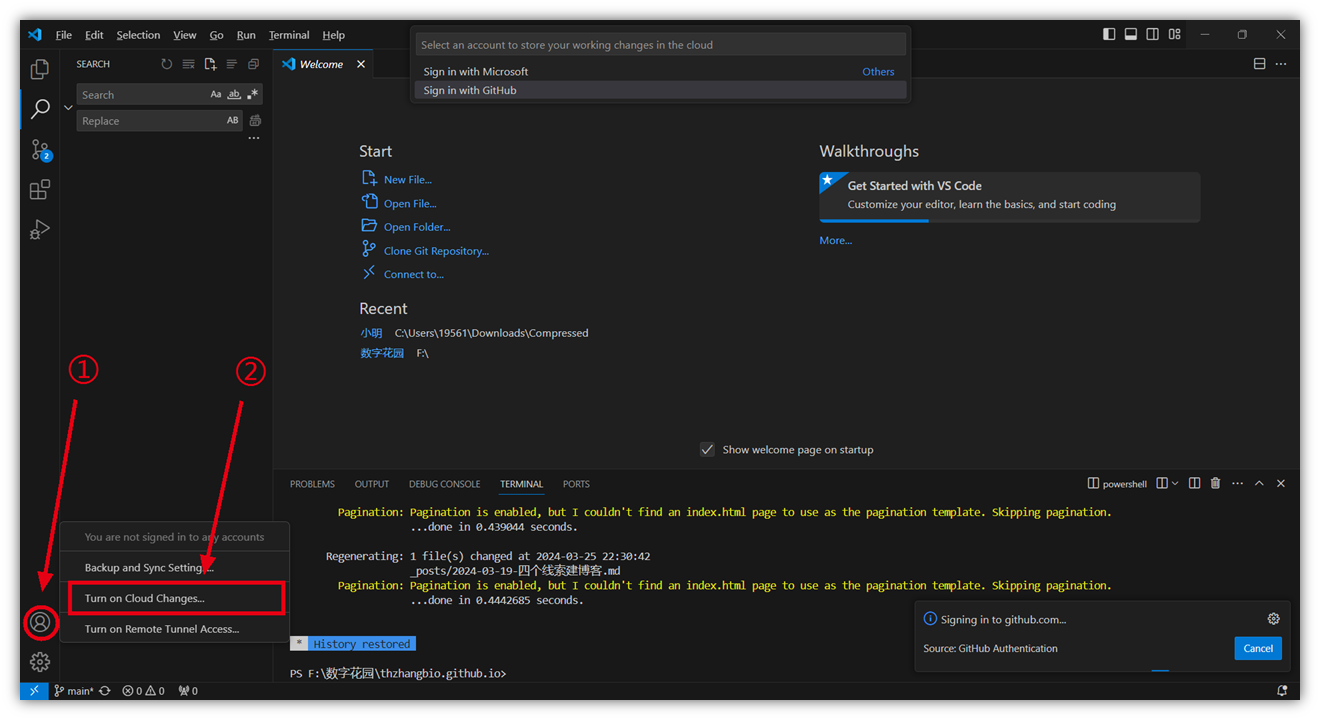 File Edit Selection View Go Run Terminal Help
Select an account to store your working changes in the cloud
Sign in with Microsoft Others
Sign in with GitHub
SEARCH
Welcome
Search Aa ab
Replace AB
2
Start
New File...
Open File...
Open Folder...
Clone Git Repository...
Connect to...
Recent
小明 C:\Users\19561\Downloads\Compressed
数字花园 F:\
Walkthroughs
Get Started with VS Code
Customize your editor, learn the basics, and start coding
More...
Show welcome page on startup
①
②
You are not signed in to any accounts
Backup and Sync Settings...
Turn on Cloud Changes...
Turn on Remote Tunnel Access...
PROBLEMS OUTPUT DEBUG CONSOLE TERMINAL PORTS
powershell
Pagination: Pagination is enabled, but I couldn't find an index.html page to use as the pagination template. Skipping pagination.
...done in 0.439044 seconds.
Regenerating: 1 file(s) changed at 2024-03-25 22:30:42
_posts/2024-03-19-四个线索建博客.md
Pagination: Pagination is enabled, but I couldn't find an index.html page to use as the pagination template. Skipping pagination.
...done in 0.4442685 seconds.
* History restored
PS F:\数字花园\thzhangbio.github.io>
Signing in to github.com...
Source: GitHub Authentication
Cancel
main* 0 0 0